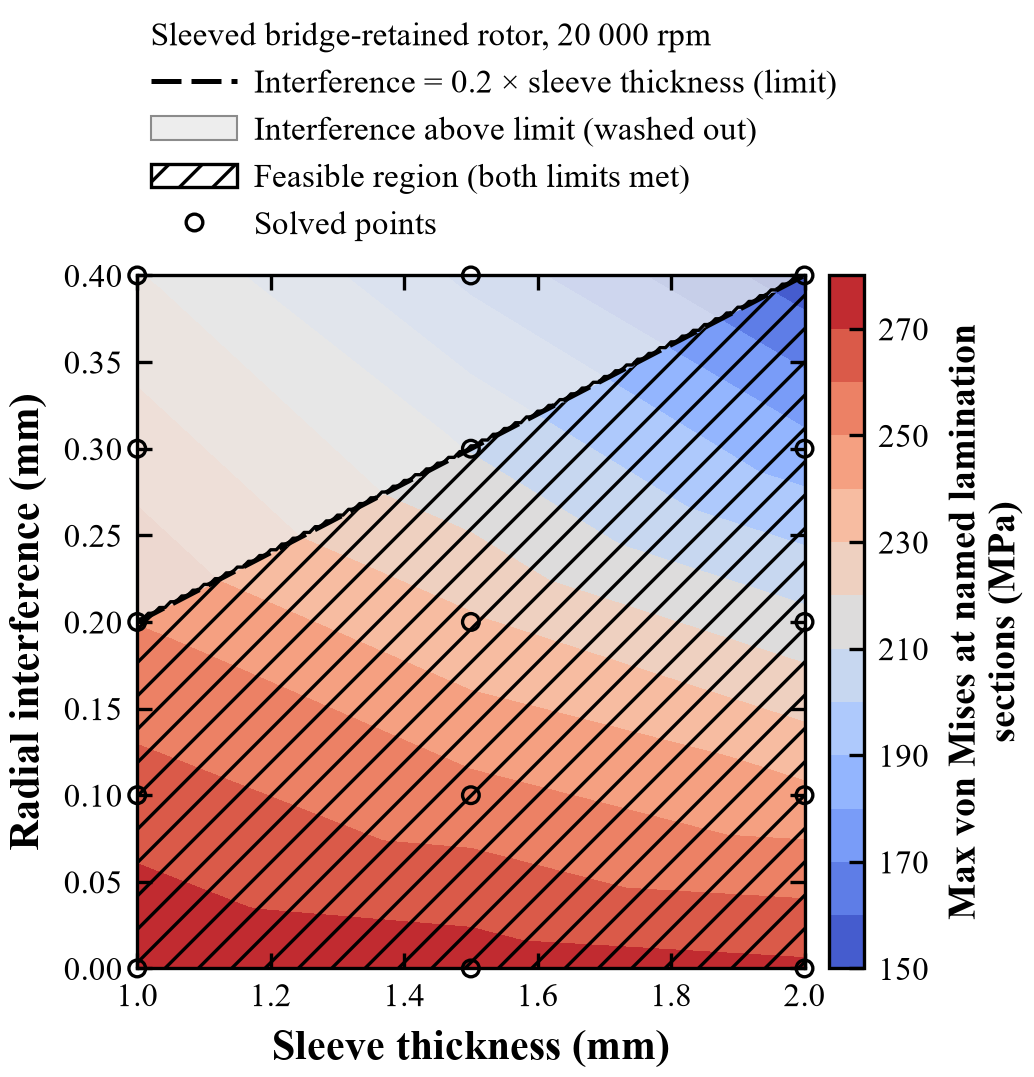 Sleeved bridge-retained rotor, 20 000 rpm
Interference = 0.2 × sleeve thickness (limit)
Interference above limit (washed out)
Feasible region (both limits met)
Solved points
0.40
0.35
0.30
0.25
0.20
0.15
0.10
0.05
0.00
Radial interference (mm)
1.0
1.2
1.4
1.6
1.8
2.0
Sleeve thickness (mm)
270
250
230
210
190
170
150
Max von Mises at named lamination
sections (MPa)